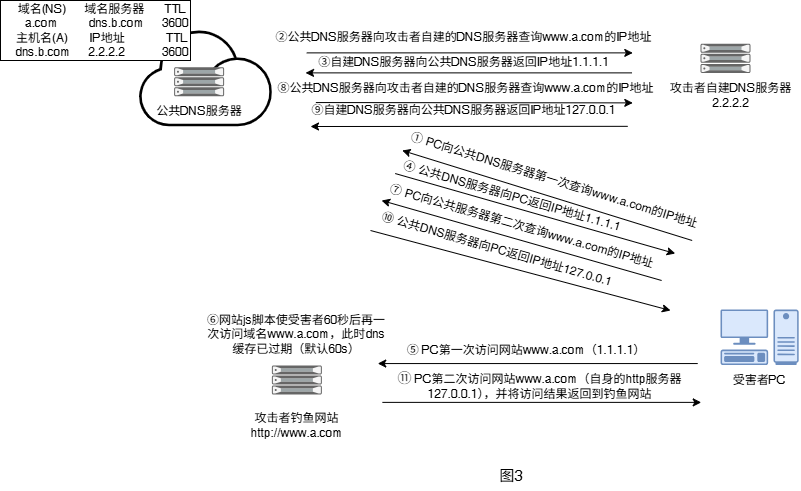 域名(NS) 域名服务器 TTL
a.com dns.b.com 3600
主机名(A) IP地址 TTL
dns.b.com 2.2.2.2 3600
公共DNS服务器
②公共DNS服务器向攻击者自建的DNS服务器查询www.a.com的IP地址
③自建DNS服务器向公共DNS服务器返回IP地址1.1.1.1
⑧公共DNS服务器向攻击者自建的DNS服务器查询www.a.com的IP地址
⑨自建DNS服务器向公共DNS服务器返回IP地址127.0.0.1
攻击者自建DNS服务器
2.2.2.2
① PC向公共DNS服务器第一次查询www.a.com的IP地址
④ 公共DNS服务器向PC返回IP地址1.1.1.1
⑦ PC向公共服务器第二次查询www.a.com的IP地址
⑩ 公共DNS服务器向PC返回IP地址127.0.0.1
⑥网站js脚本使受害者60秒后再一
次访问域名www.a.com，此时dns
缓存已过期（默认60s）
⑤ PC第一次访问网站www.a.com（1.1.1.1）
⑪ PC第二次访问网站www.a.com（自身的http服务器
127.0.0.1），并将访问结果返回到钓鱼网站
受害者PC
攻击者钓鱼网站
http://www.a.com
图3